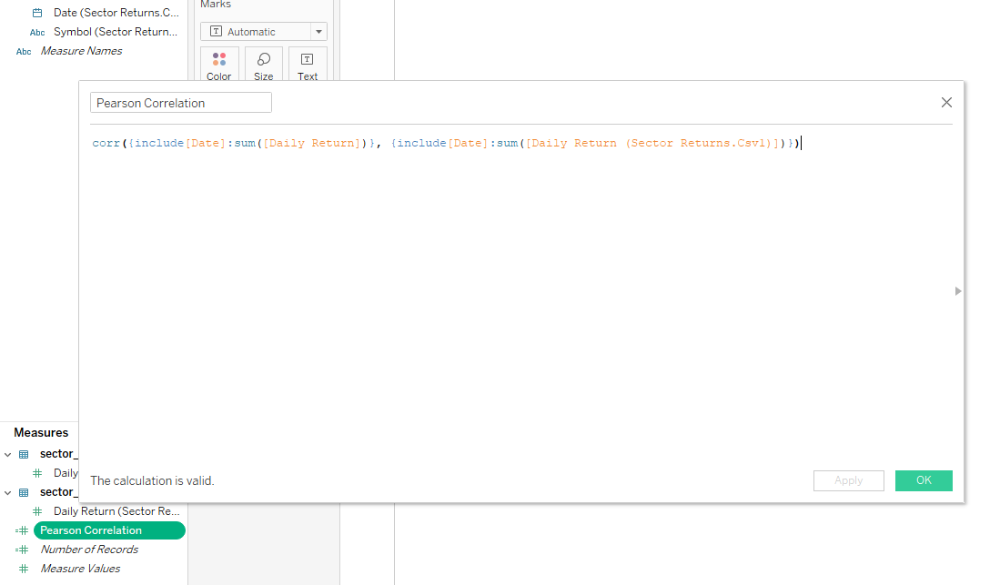 Date (Sector Returns.C...
Abc Symbol (Sector Return...
Abc Measure Names
Marks
T Automatic
Color Size T Text
Pearson Correlation
corr({include[Date]:sum([Daily Return])}, {include[Date]:sum([Daily Return (Sector Returns.Csv1)])})
The calculation is valid.
Apply OK
Measures
sector_
# Daily
sector_
# Daily Return (Sector Re...
=# Pearson Correlation
=# Number of Records
# Measure Values